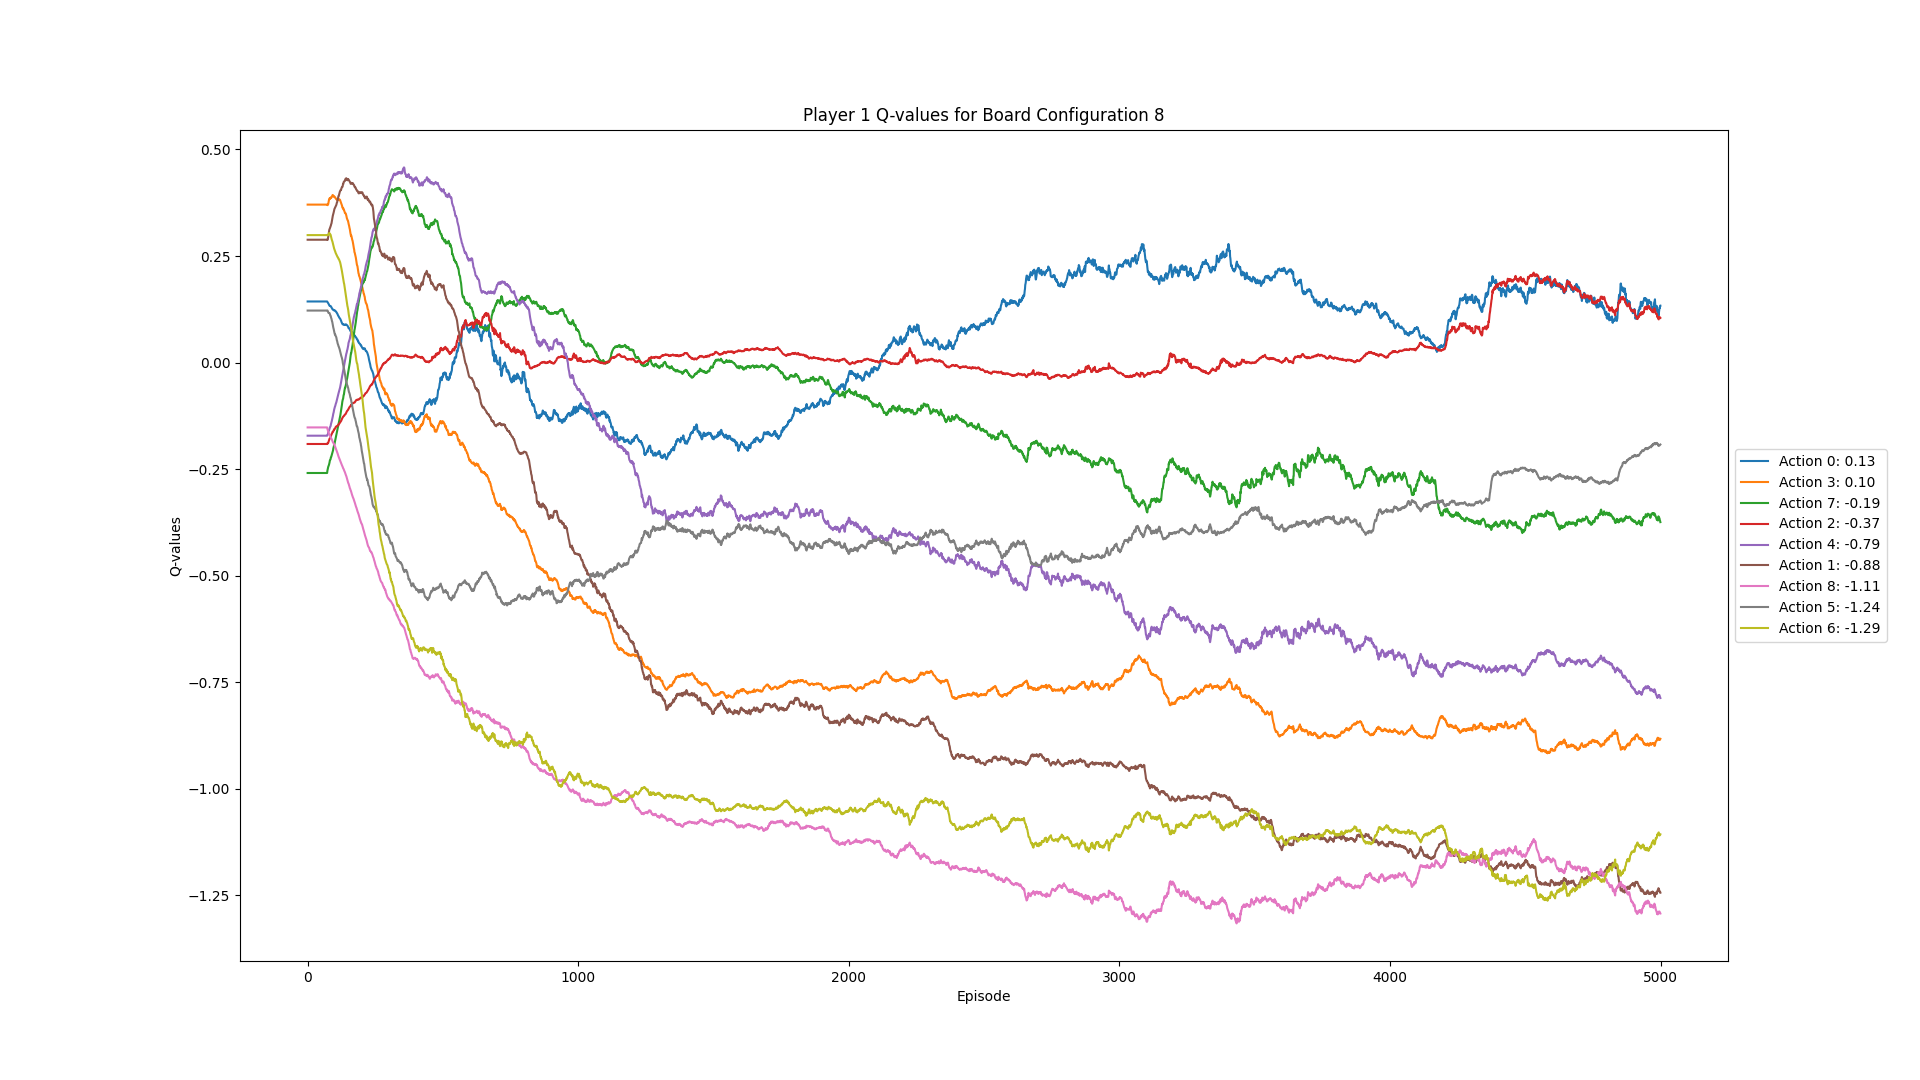 Player 1 Q-values for Board Configuration 8
0.50
0.25
0.00
−0.25
−0.50
−0.75
−1.00
−1.25
Q-values
0
1000
2000
3000
4000
5000
Episode
Action 0: 0.13
Action 3: 0.10
Action 7: -0.19
Action 2: -0.37
Action 4: -0.79
Action 1: -0.88
Action 8: -1.11
Action 5: -1.24
Action 6: -1.29